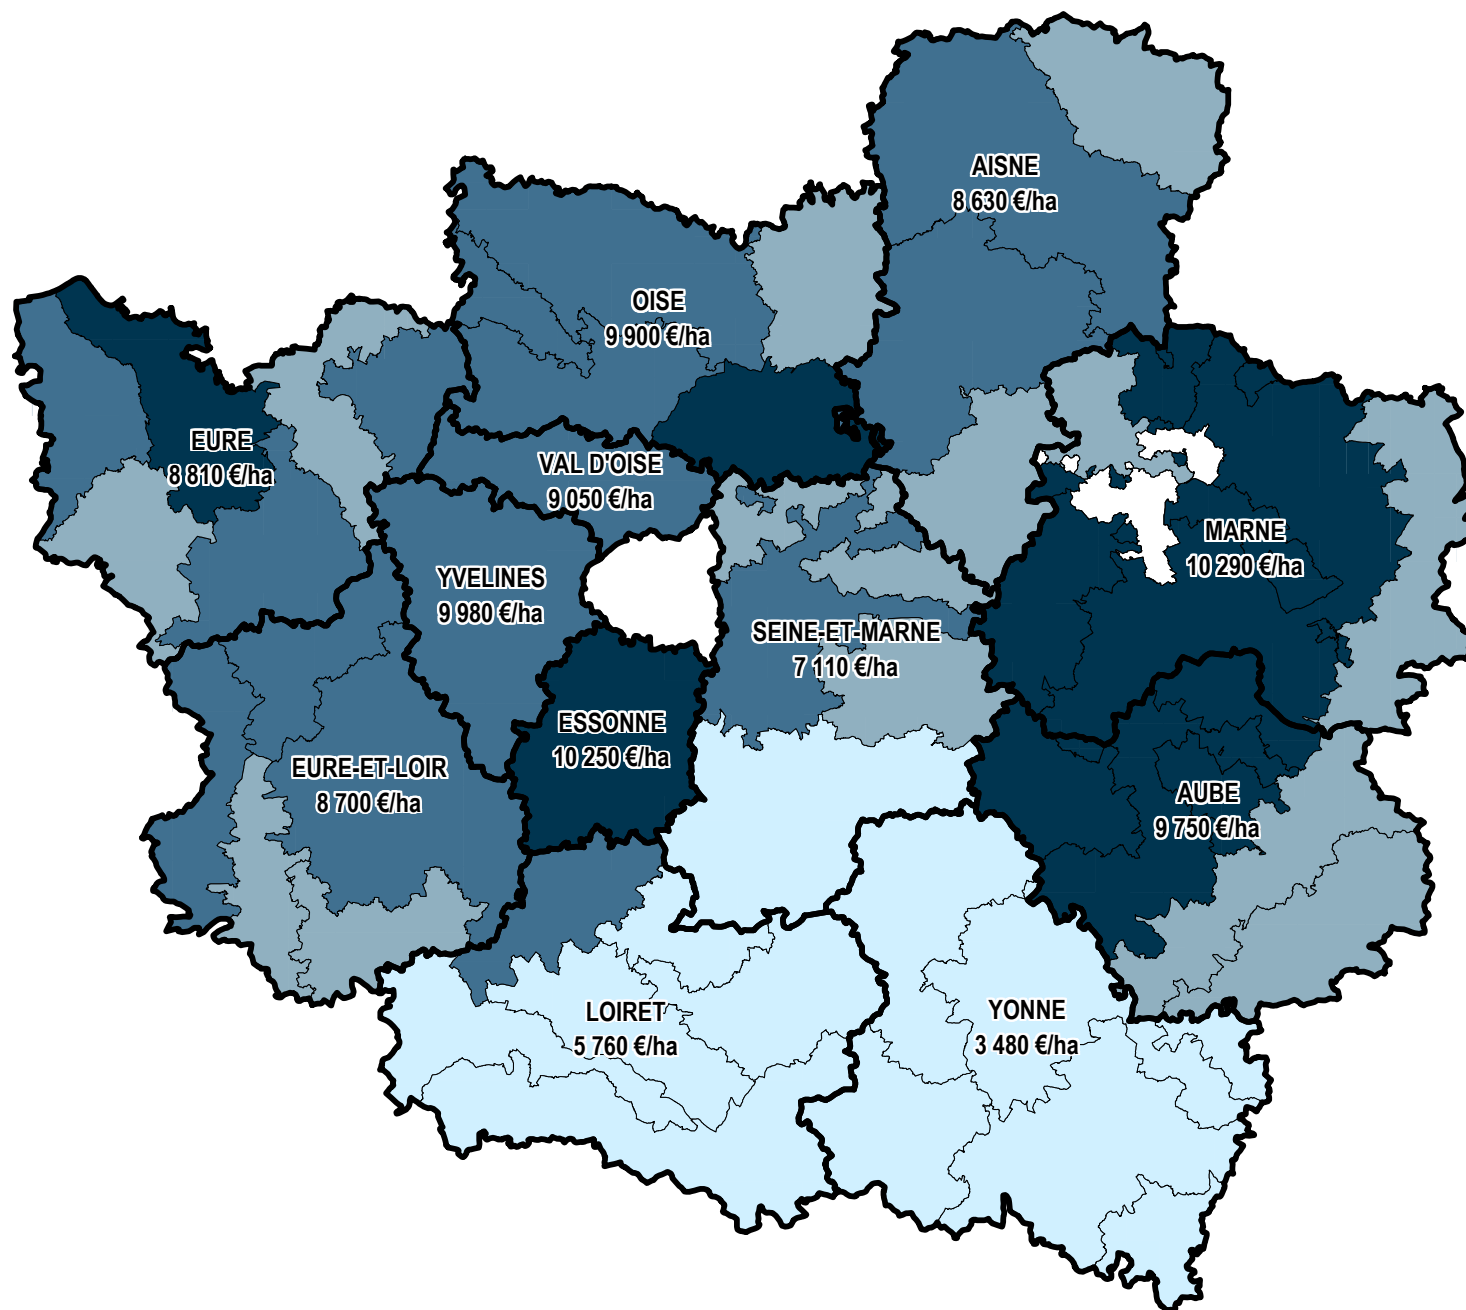 AISNE
8 630 €/ha
OISE
9 900 €/ha
EURE
8 810 €/ha
VAL D'OISE
9 050 €/ha
MARNE
10 290 €/ha
YVELINES
9 980 €/ha
SEINE-ET-MARNE
7 110 €/ha
ESSONNE
10 250 €/ha
EURE-ET-LOIR
8 700 €/ha
AUBE
9 750 €/ha
LOIRET
5 760 €/ha
YONNE
3 480 €/ha